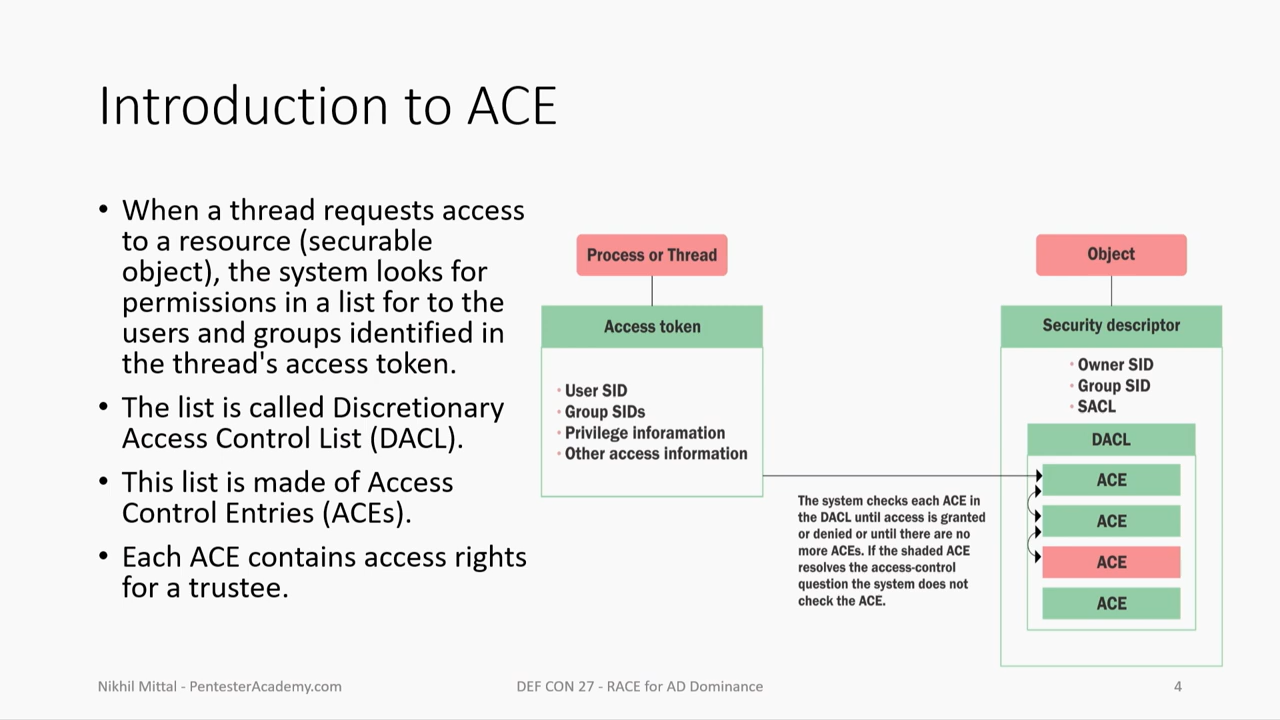 Introduction to ACE
• When a thread requests access
to a resource (securable
object), the system looks for
permissions in a list for to the
users and groups identified in
the thread's access token.
• The list is called Discretionary
Access Control List (DACL).
• This list is made of Access
Control Entries (ACEs).
• Each ACE contains access rights
for a trustee.
Process or Thread
Access token
• User SID
• Group SIDs
• Privilege inforamation
• Other access information
The system checks each ACE in
the DACL until access is granted
or denied or until there are no
more ACEs. If the shaded ACE
resolves the access-control
question the system does not
check the ACE.
Object
Security descriptor
• Owner SID
• Group SID
• SACL
DACL
ACE
ACE
ACE
ACE
Nikhil Mittal - PentesterAcademy.com
DEF CON 27 - RACE for AD Dominance
4